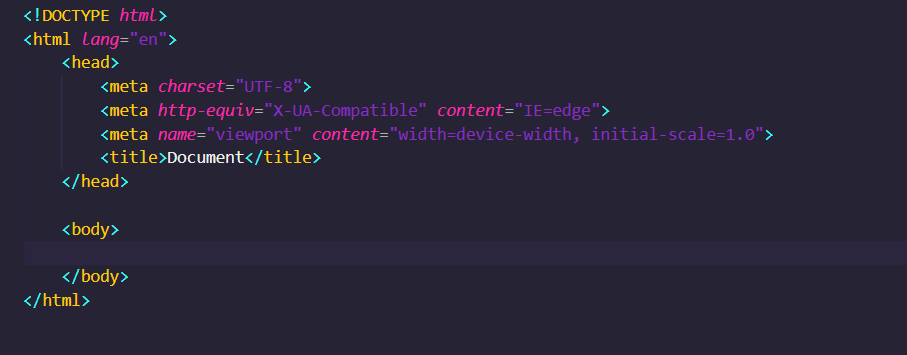 <!DOCTYPE html>
<html lang="en">
    <head>
        <meta charset="UTF-8">
        <meta http-equiv="X-UA-Compatible" content="IE=edge">
        <meta name="viewport" content="width=device-width, initial-scale=1.0">
        <title>Document</title>
    </head>
    <body>
    </body>
</html>